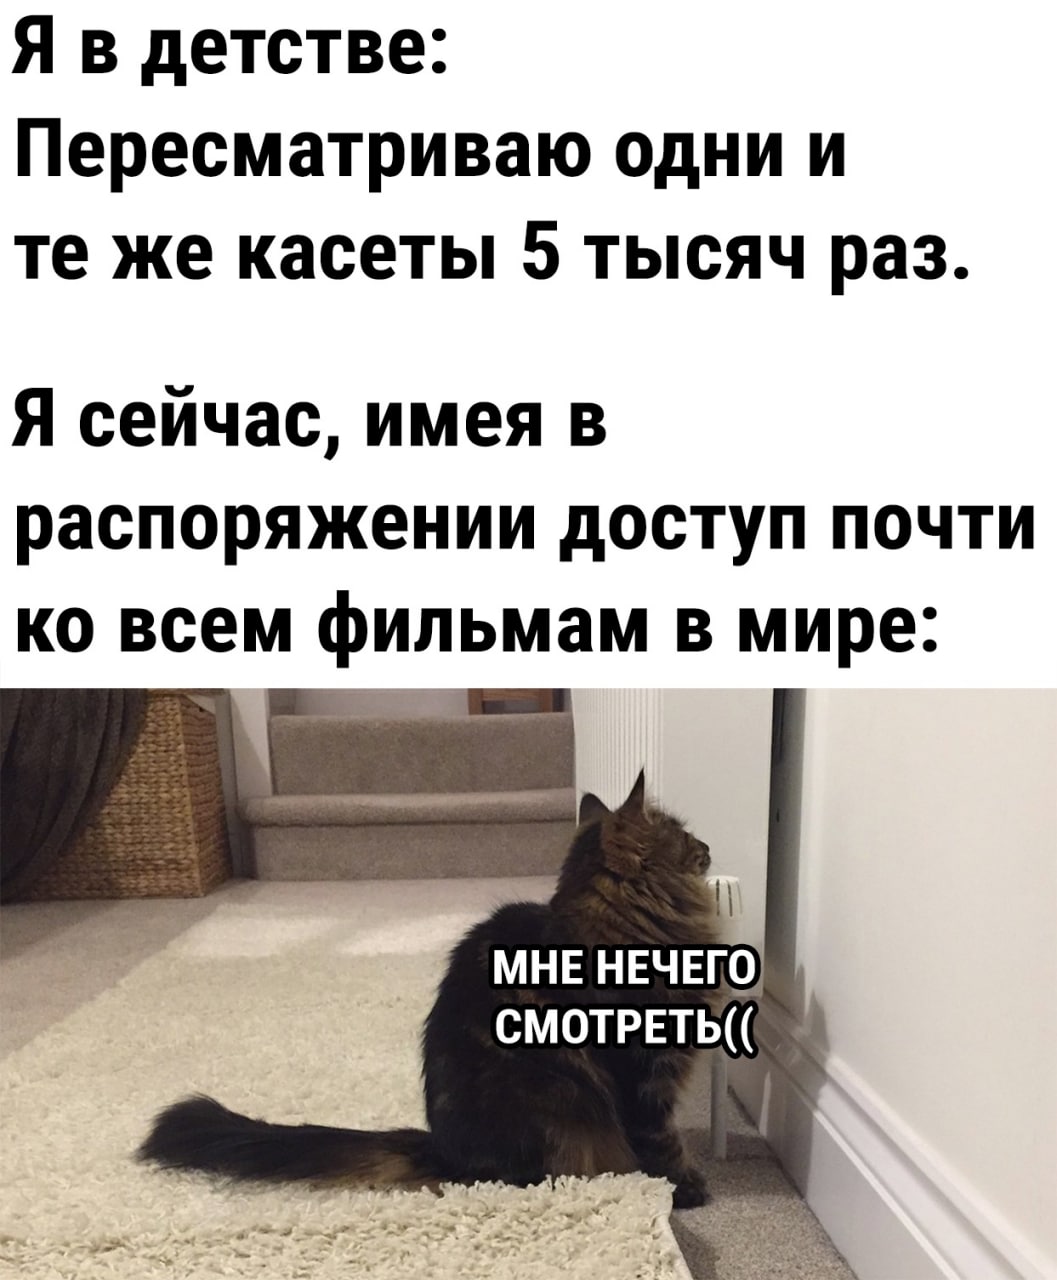 Я в детстве:
Пересматриваю одни и
те же касеты 5 тысяч раз.
Я сейчас, имея в
распоряжении доступ почти
ко всем фильмам в мире:
МНЕ НЕЧЕГО
СМОТРЕТЬ((